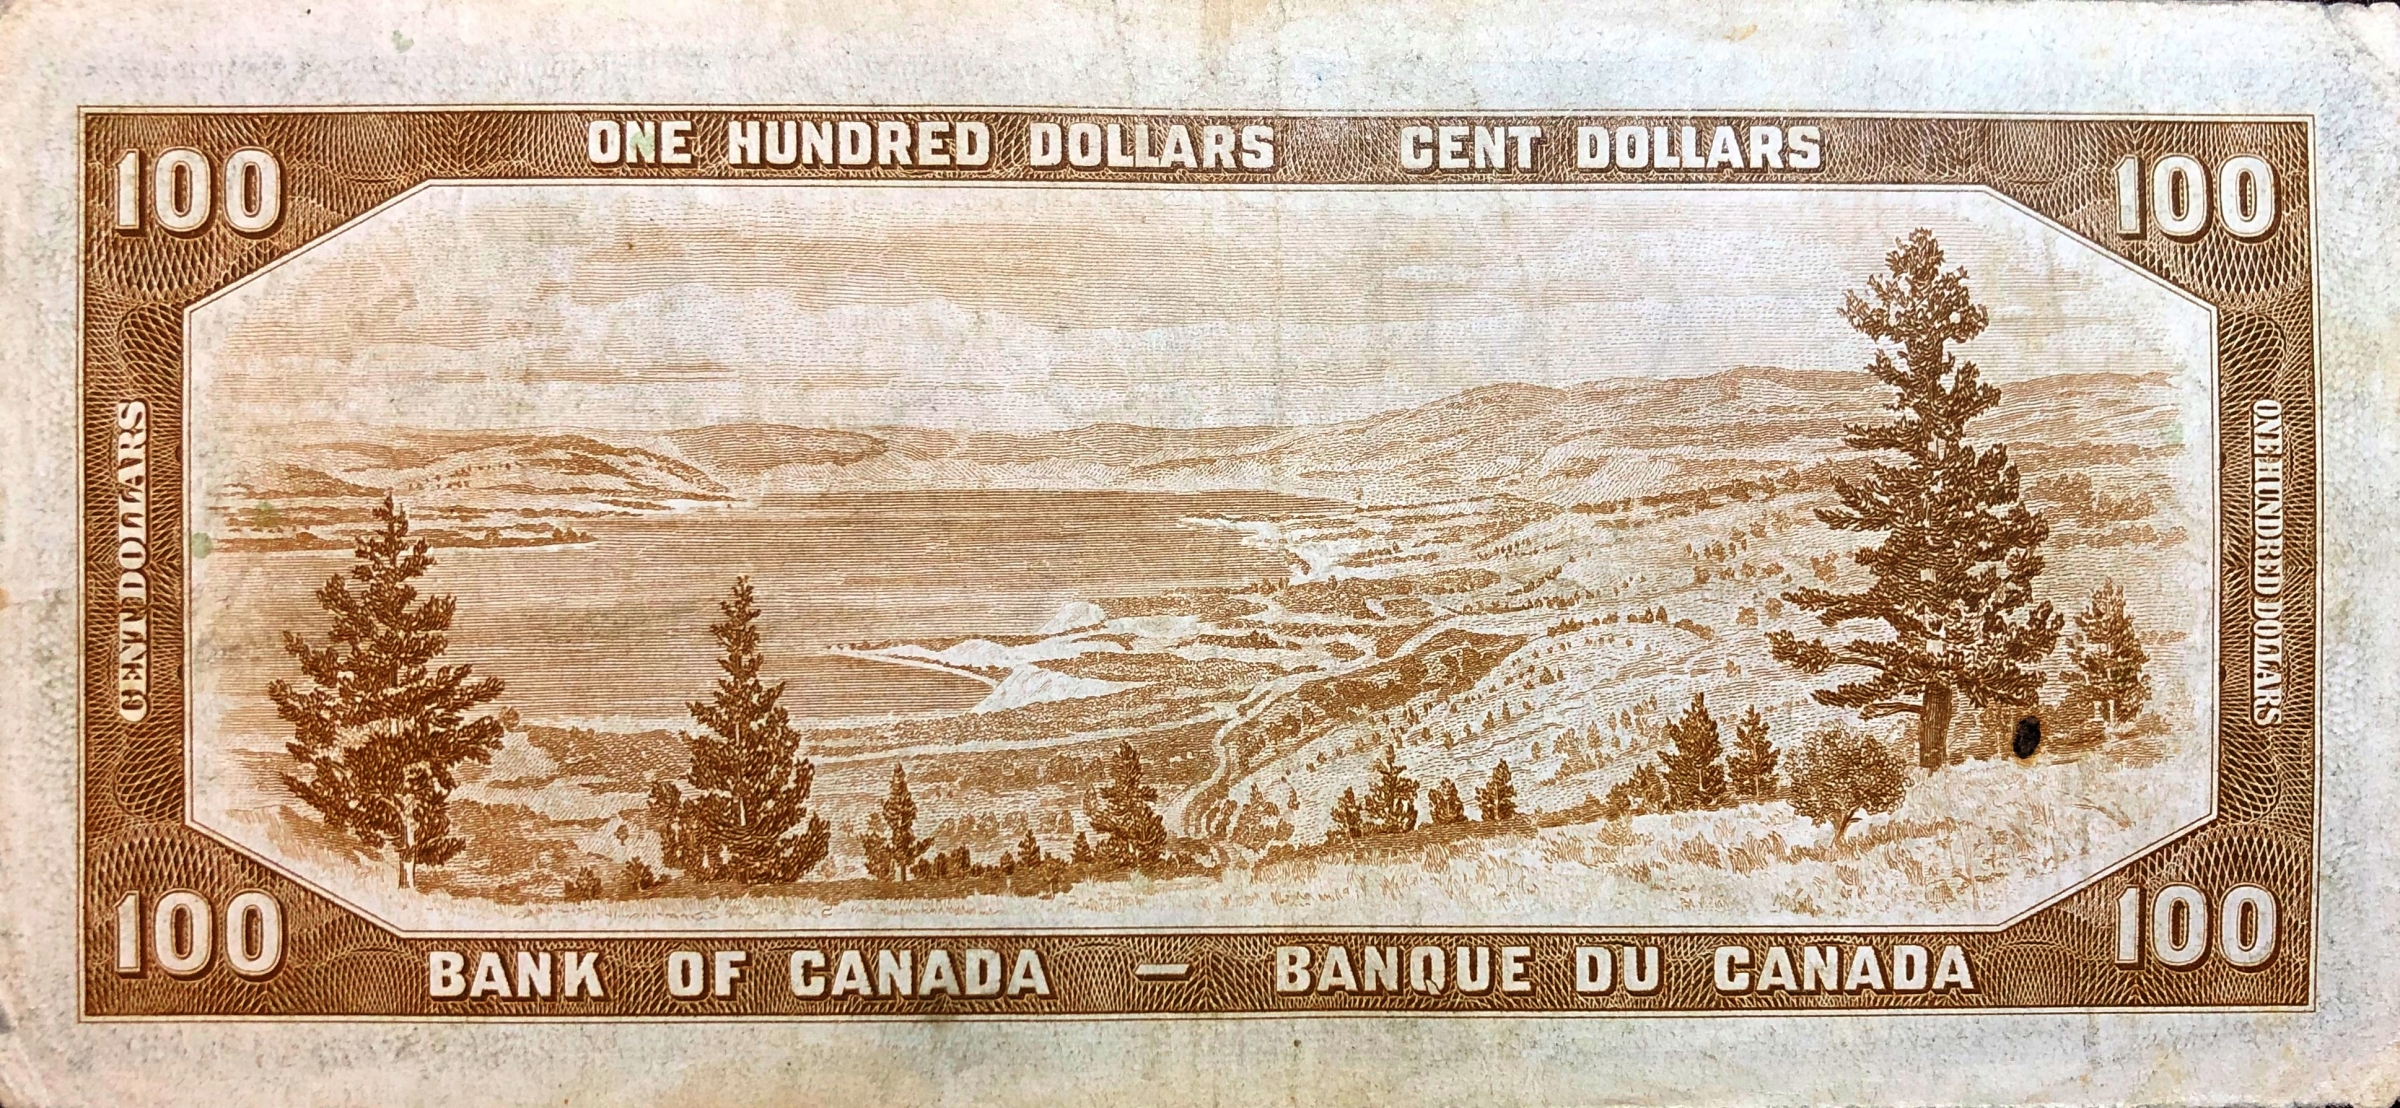 ONE HUNDRED DOLLARS CENT DOLLARS
100
100
CENT DOLLARS
ONE HUNDRED DOLLARS
100
100
BANK OF CANADA — BANQUE DU CANADA